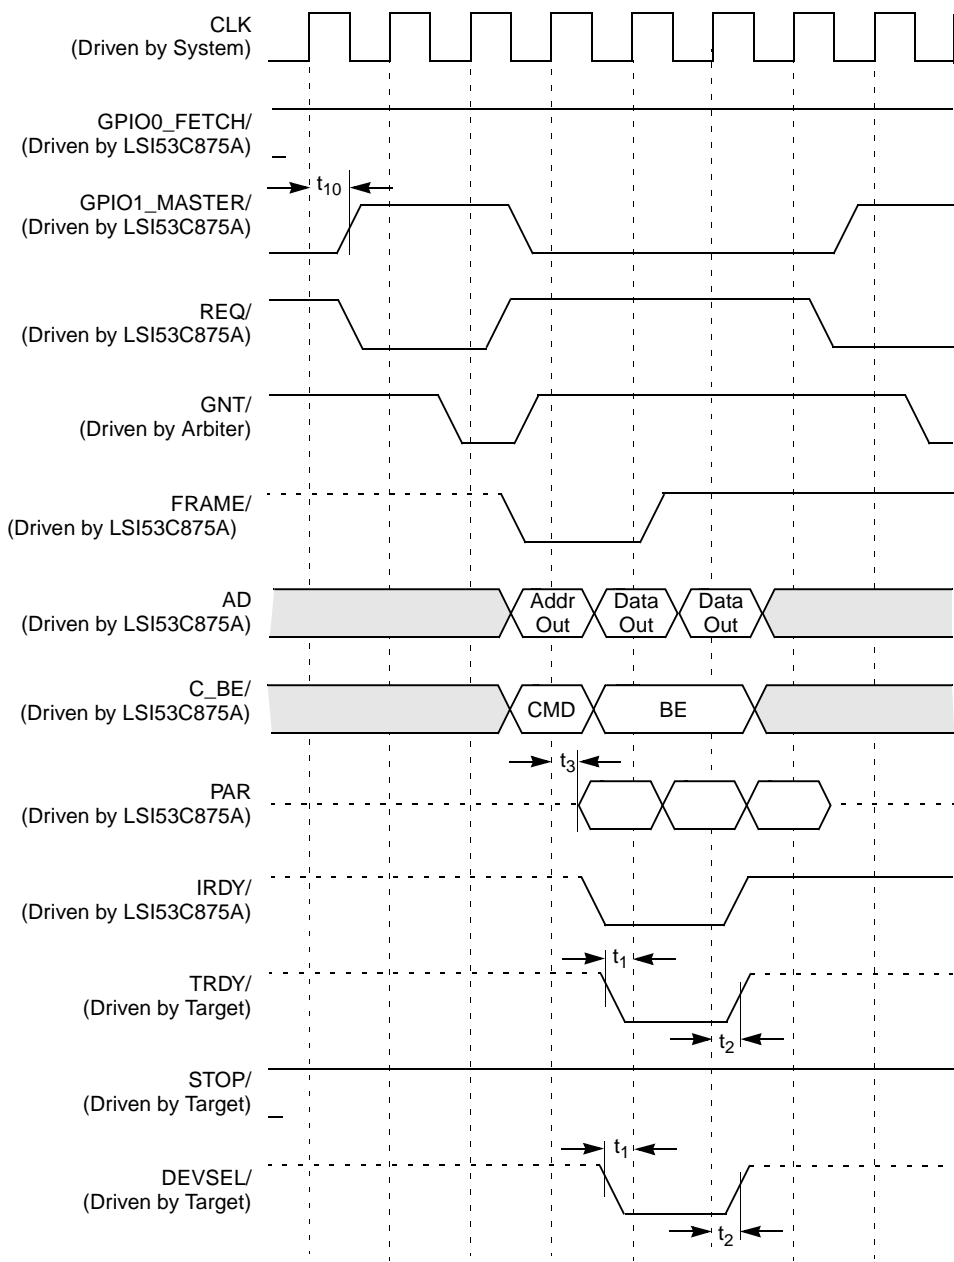 CLK
(Driven by System)
GPIO0_FETCH/
(Driven by LSI53C875A)
t10
GPIO1_MASTER/
(Driven by LSI53C875A)
REQ/
(Driven by LSI53C875A)
GNT/
(Driven by Arbiter)
FRAME/
(Driven by LSI53C875A)
AD
(Driven by LSI53C875A)
Addr
Out
Data
Out
Data
Out
C_BE/
(Driven by LSI53C875A)
CMD
BE
t3
PAR
(Driven by LSI53C875A)
IRDY/
(Driven by LSI53C875A)
t1
TRDY/
(Driven by Target)
t2
STOP/
(Driven by Target)
t1
DEVSEL/
(Driven by Target)
t2